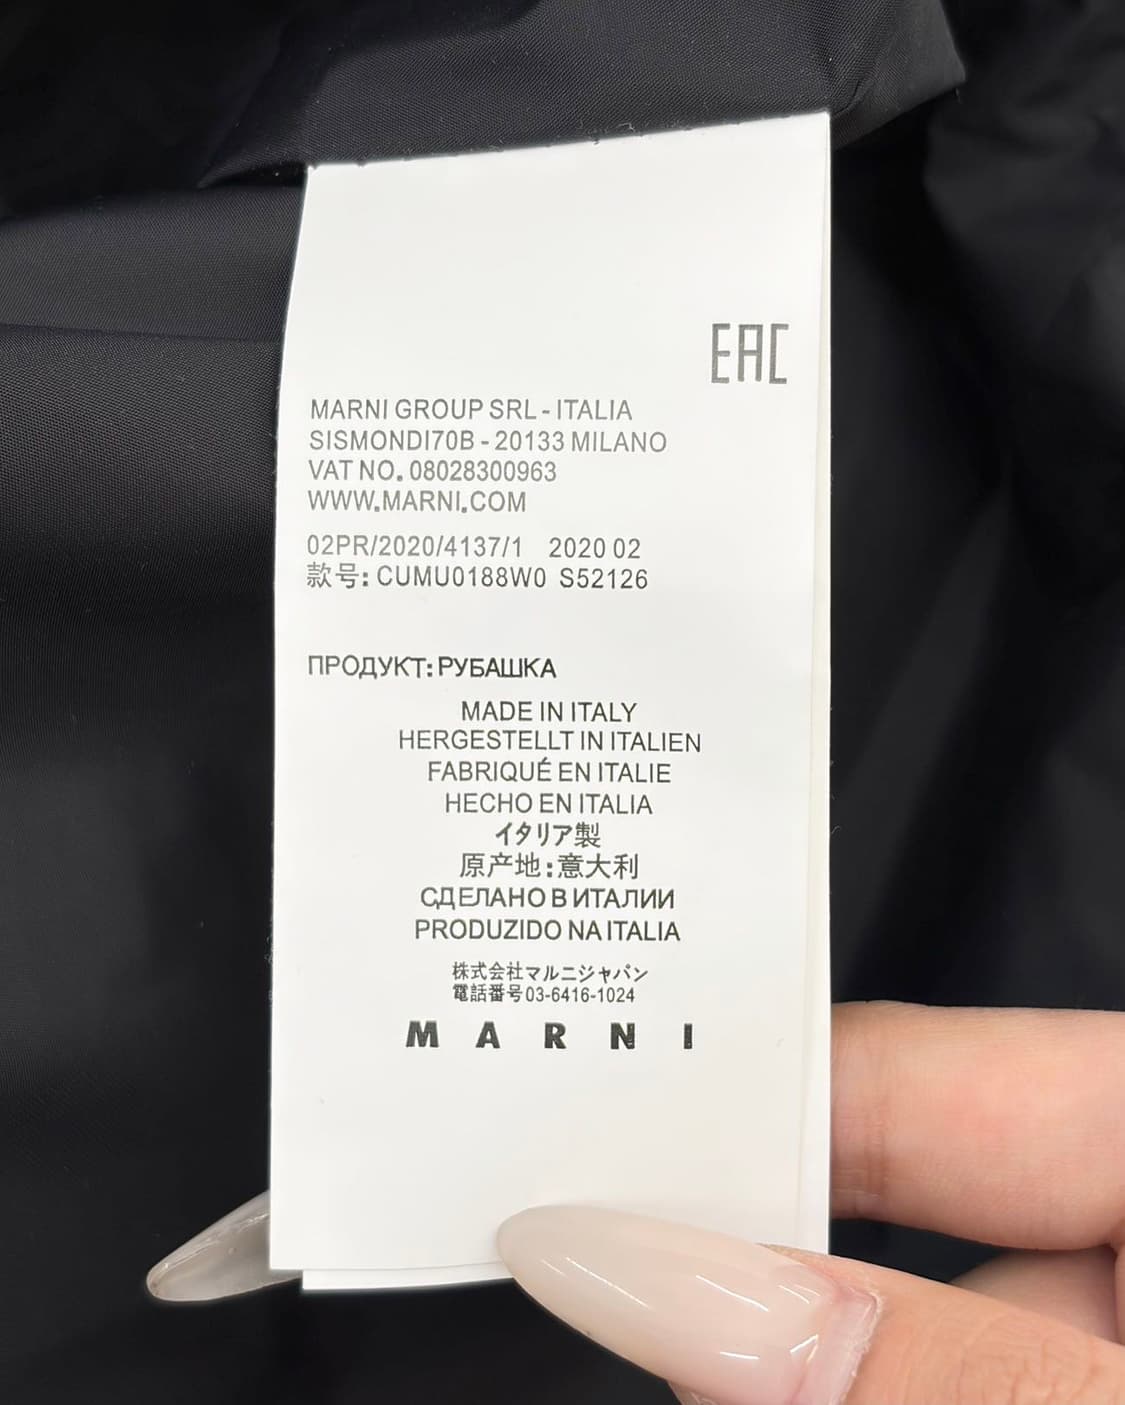 EAC
MARNI GROUP SRL - ITALIA
SISMONDI70B - 20133 MILANO
VAT NO. 08028300963
WWW.MARNI.COM
02PR/2020/4137/1 2020 02
款号: CUMU0188W0 S52126
ПРОДУКТ: РУБАШКА
MADE IN ITALY
HERGESTELLT IN ITALIEN
FABRIQUÉ EN ITALIE
HECHO EN ITALIA
イタリア製
原产地:意大利
СДЕЛАНО В ИТАЛИИ
PRODUZIDO NA ITALIA
株式会社マルニジャパン
電話番号03-6416-1024
MARNI